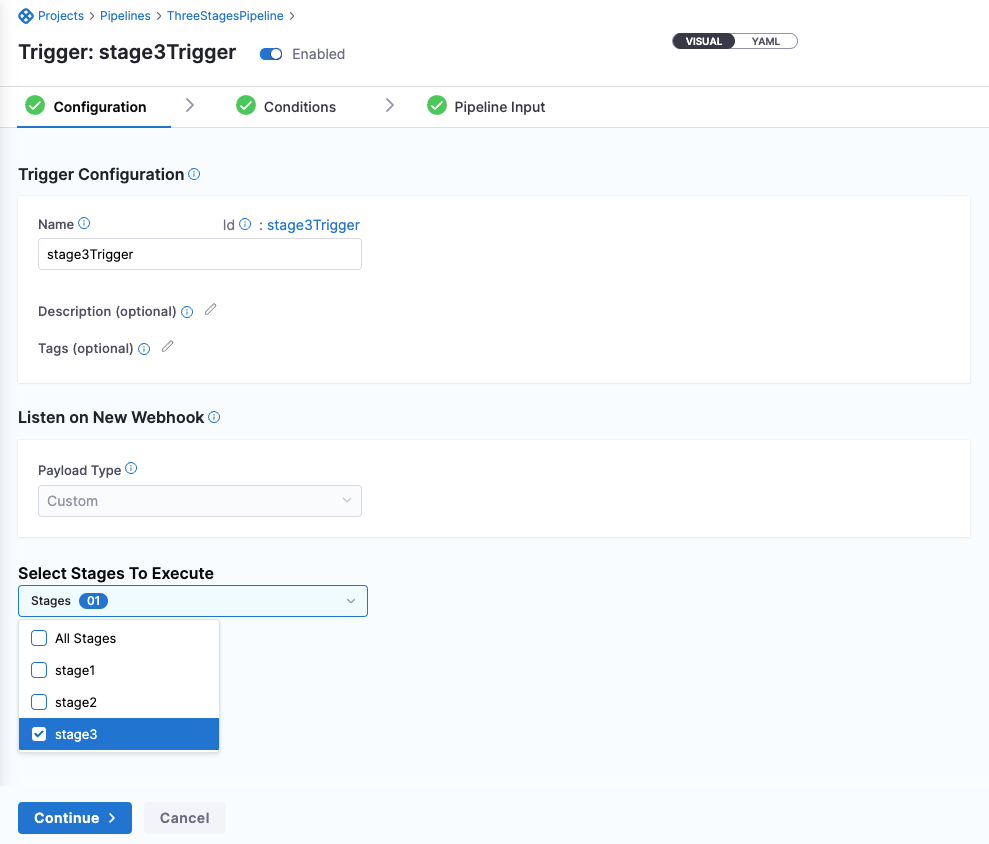 Projects > Pipelines > ThreeStagesPipeline >
Trigger: stage3Trigger Enabled VISUAL YAML
Configuration > Conditions > Pipeline Input
Trigger Configuration
Name Id : stage3Trigger
stage3Trigger
Description (optional)
Tags (optional)
Listen on New Webhook
Payload Type
Custom
Select Stages To Execute
Stages 01
All Stages
stage1
stage2
stage3
Continue > Cancel